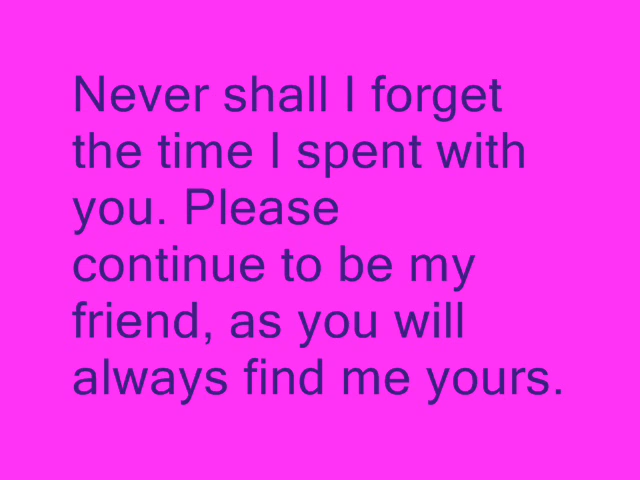 Never shall I forget
the time I spent with
you. Please
continue to be my
friend, as you will
always find me yours.